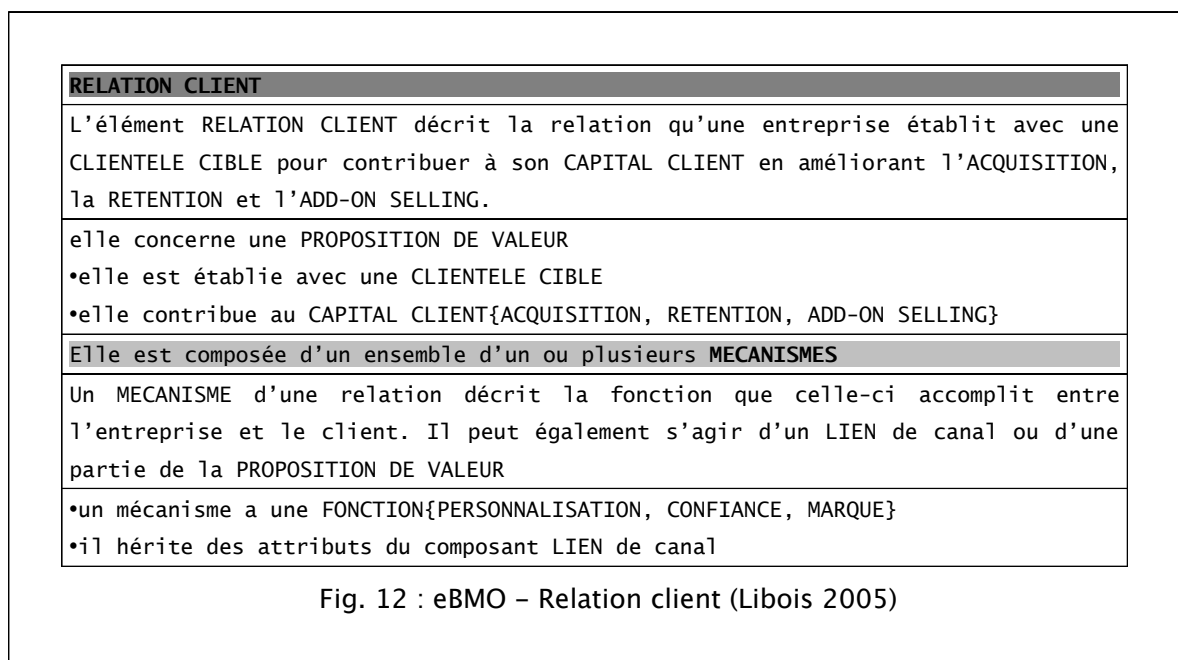 RELATION CLIENT
L’élément RELATION CLIENT décrit la relation qu’une entreprise établit avec une
CLIENTELE CIBLE pour contribuer à son CAPITAL CLIENT en améliorant l’ACQUISITION,
la RETENTION et l’ADD-ON SELLING.
elle concerne une PROPOSITION DE VALEUR
•elle est établie avec une CLIENTELE CIBLE
•elle contribue au CAPITAL CLIENT{ACQUISITION, RETENTION, ADD-ON SELLING}
Elle est composée d’un ensemble d’un ou plusieurs MECANISMES
Un MECANISME d’une relation décrit la fonction que celle-ci accomplit entre
l’entreprise et le client. Il peut également s’agir d’un LIEN de canal ou d’une
partie de la PROPOSITION DE VALEUR
•un mécanisme a une FONCTION{PERSONNALISATION, CONFIANCE, MARQUE}
•il hérite des attributs du composant LIEN de canal
Fig. 12 : eBMO – Relation client (Libois 2005)